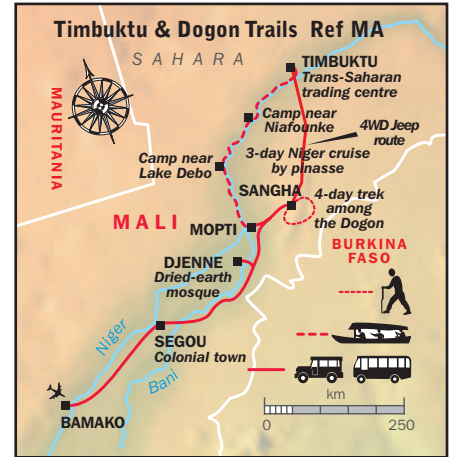 Timbuktu & Dogon Trails Ref MA
SAHARA
MAURITANIA
TIMBUKTU
Trans-Saharan
trading centre
Camp near
Niafounke
4WD Jeep
route
3-day Niger cruise
by pinasse
Camp near
Lake Debo
SANGHA
4-day trek
among
the Dogon
MALI
MOPTI
BURKINA
FASO
DJENNE
Dried-earth
mosque
Niger
SEGOU
Colonial town
Bani
BAMAKO
km
0 250